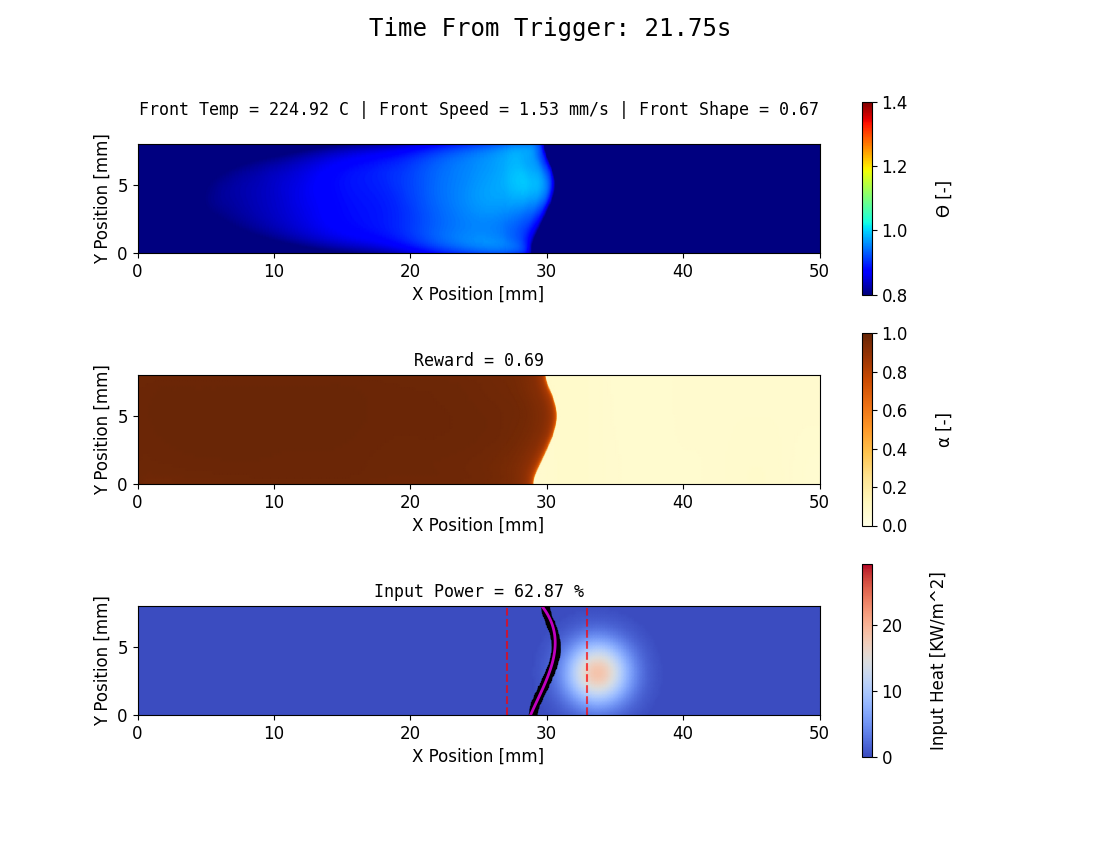 Time From Trigger: 21.75s
Front Temp = 224.92 C | Front Speed = 1.53 mm/s | Front Shape = 0.67
Y Position [mm]
5
0
0 10 20 30 40 50
X Position [mm]
1.4
1.2
1.0
0.8
Θ [-]
Reward = 0.69
Y Position [mm]
5
0
0 10 20 30 40 50
X Position [mm]
1.0
0.8
0.6
0.4
0.2
0.0
α [-]
Input Power = 62.87 %
Y Position [mm]
5
0
0 10 20 30 40 50
X Position [mm]
20
10
0
Input Heat [KW/m^2]